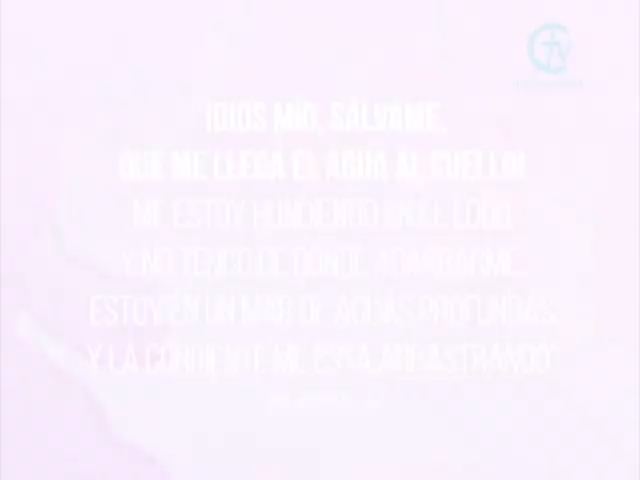 ¡DIOS MÍO, SÁLVAME,
QUE ME LLEGA EL AGUA AL CUELLO!
ME ESTOY HUNDIENDO EN EL LODO
Y NO TENGO DE DÓNDE AGARRARME.
ESTOY EN UN MAR DE AGUAS PROFUNDAS
Y LA CORRIENTE ME ESTÁ ARRASTRANDO